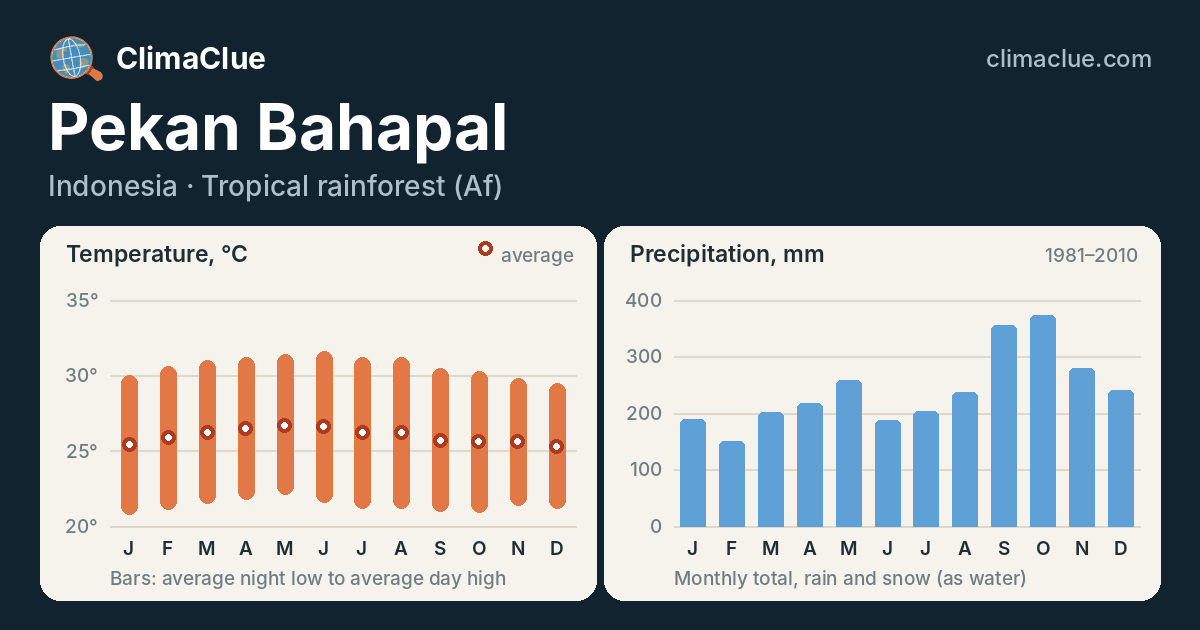 ClimaClue
climaclue.com
Pekan Bahapal
Indonesia · Tropical rainforest (Af)
Temperature, °C
average
35°
30°
25°
20°
J F M A M J J A S O N D
Bars: average night low to average day high
Precipitation, mm
1981–2010
400
300
200
100
0
J F M A M J J A S O N D
Monthly total, rain and snow (as water)